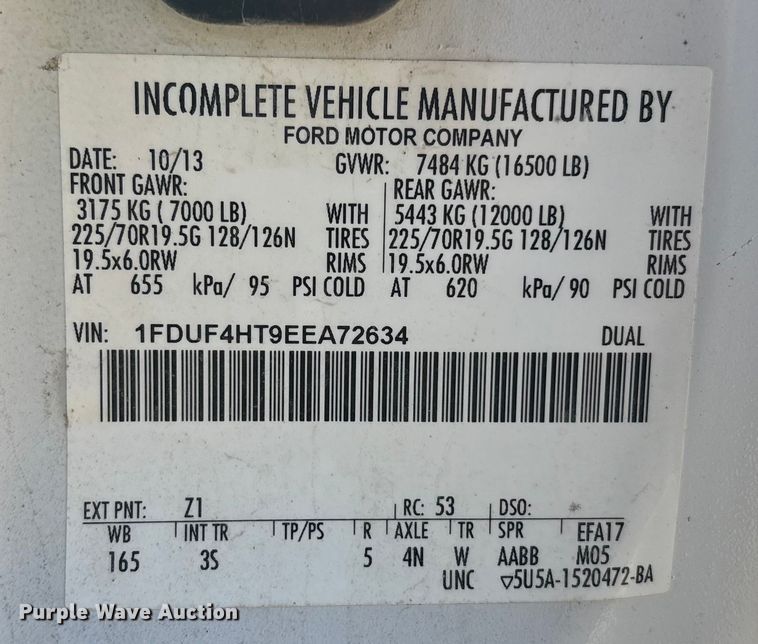 INCOMPLETE VEHICLE MANUFACTURED BY
FORD MOTOR COMPANY
DATE: 10/13 GVWR: 7484 KG (16500 LB)
FRONT GAWR: REAR GAWR:
3175 KG ( 7000 LB) WITH 5443 KG (12000 LB) WITH
225/70R19.5G 128/126N TIRES 225/70R19.5G 128/126N TIRES
19.5x6.0RW RIMS 19.5x6.0RW RIMS
AT 655 kPa/ 95 PSI COLD AT 620 kPa/ 90 PSI COLD
VIN: 1FDUF4HT9EEA72634 DUAL
EXT PNT: Z1 RC: 53 DSO:
WB INT TR TP/PS R AXLE TR SPR EFA17
165 3S 5 4N W AABB M05
UNC ▽5U5A-1520472-BA
Purple Wave Auction